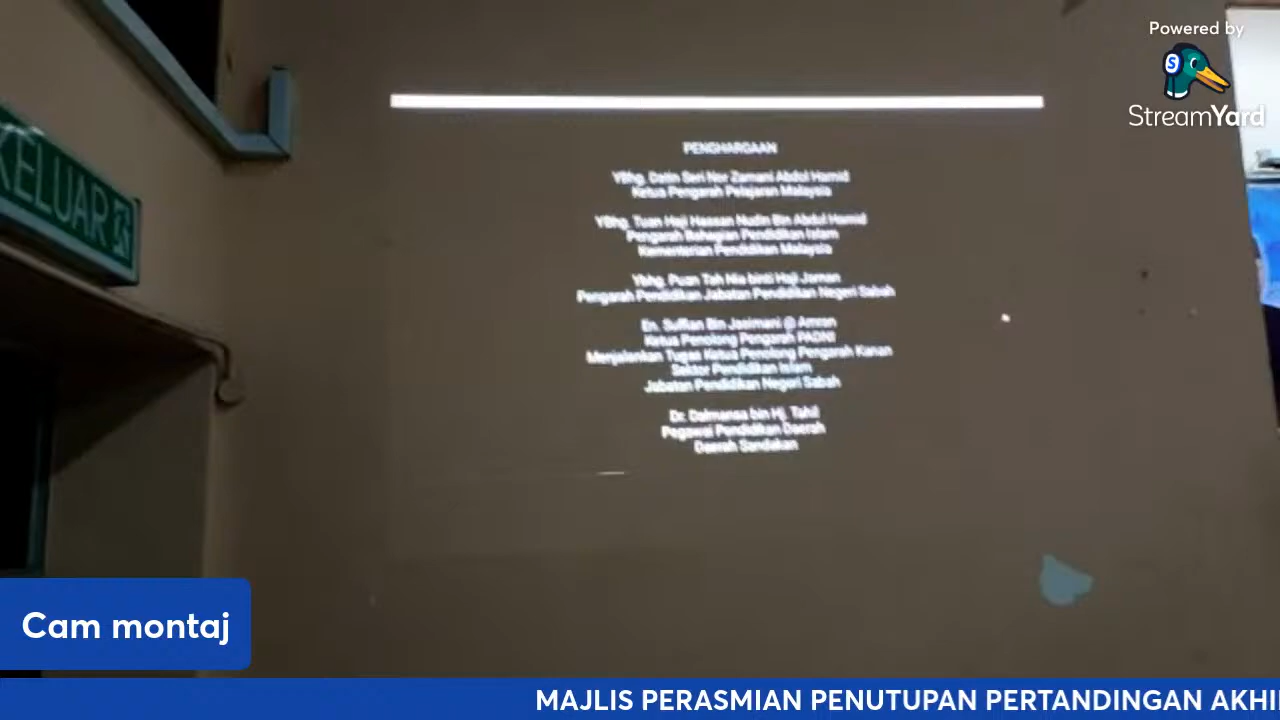 Powered by
StreamYard
KELUAR
PENGHARGAAN
YBhg. Datin Seri Nor Zamani Abdol Hamid
Ketua Pengarah Pelajaran Malaysia
YBhg. Tuan Haji Hassan Nudin Bin Abdul Hamid
Pengarah Bahagian Pendidikan Islam
Kementerian Pendidikan Malaysia
Ybhg. Puan Tah Nia binti Haji Jaman
Pengarah Pendidikan Jabatan Pendidikan Negeri Sabah
En. Suffian Bin Jasimani @ Amran
Ketua Penolong Pengarah PADNI
Menjalankan Tugas Ketua Penolong Pengarah Kanan
Sektor Pendidikan Islam
Jabatan Pendidikan Negeri Sabah
Dr. Dalmansa bin Hj. Tahil
Pegawai Pendidikan Daerah
Daerah Sandakan
Cam montaj
MAJLIS PERASMIAN PENUTUPAN PERTANDINGAN AKHI